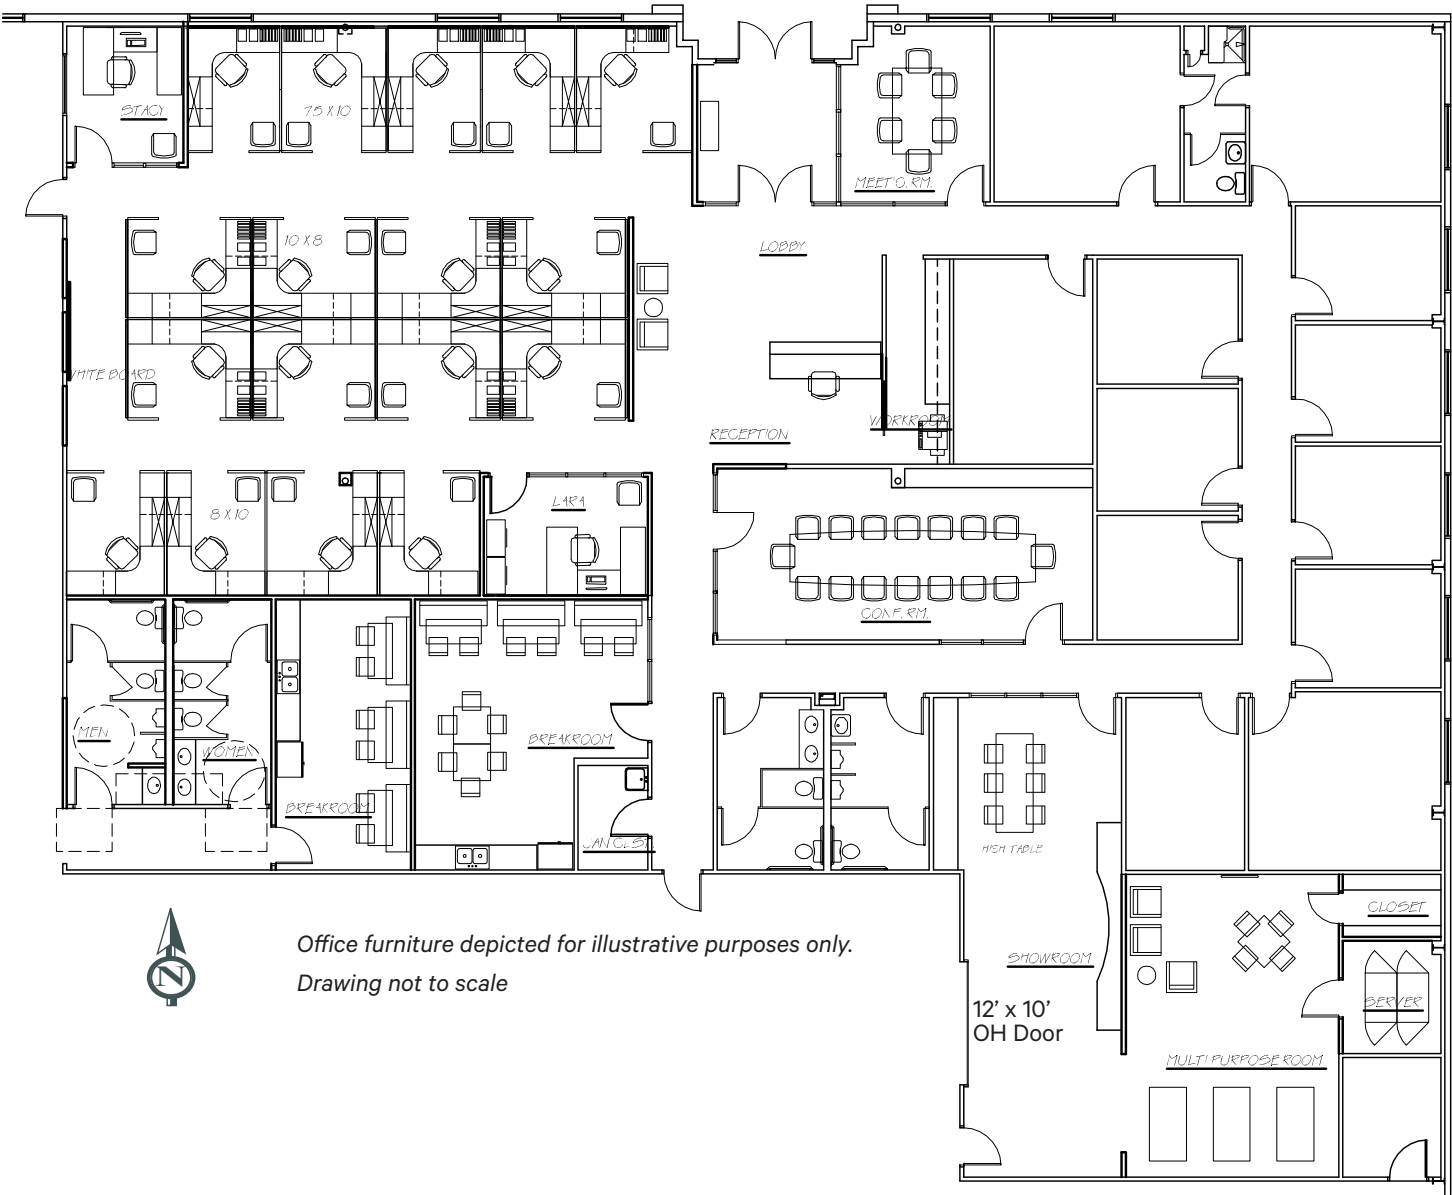 STACY
7.5 X 10
MEET'G. RM.
LOBBY
10 X 8
WHITE BOARD
WORKROOM
RECEPTION
LARA
8 X 10
CONF. RM.
MEN
WOMEN
BREAKROOM
BREAKROOM
JAN CLST.
HIGH TABLE
CLOSET
N
Office furniture depicted for illustrative purposes only.
Drawing not to scale
SHOWROOM
12’ x 10’
OH Door
SERVER
MULTI PURPOSE ROOM